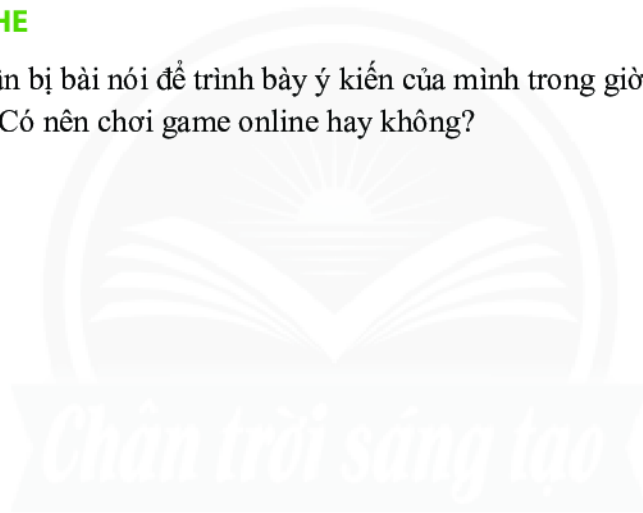 HE
ẩn bị bài nói để trình bày ý kiến của mình trong giờ
Có nên chơi game online hay không?
Chân trời sáng tạo